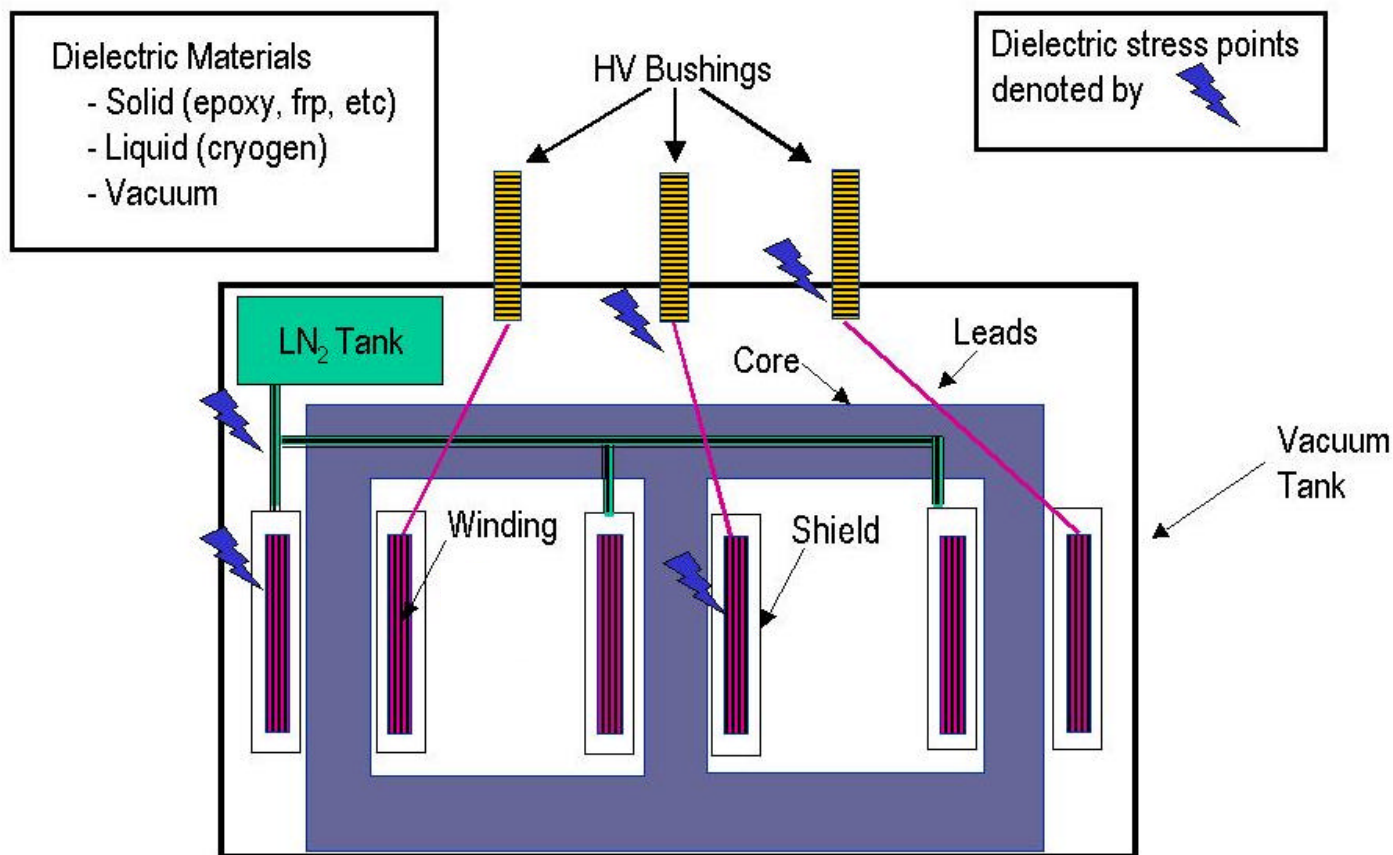 Dielectric Materials
- Solid (epoxy, frp, etc)
- Liquid (cryogen)
- Vacuum
HV Bushings
Dielectric stress points
denoted by
LN₂ Tank
Core
Leads
Vacuum
Tank
Winding
Shield